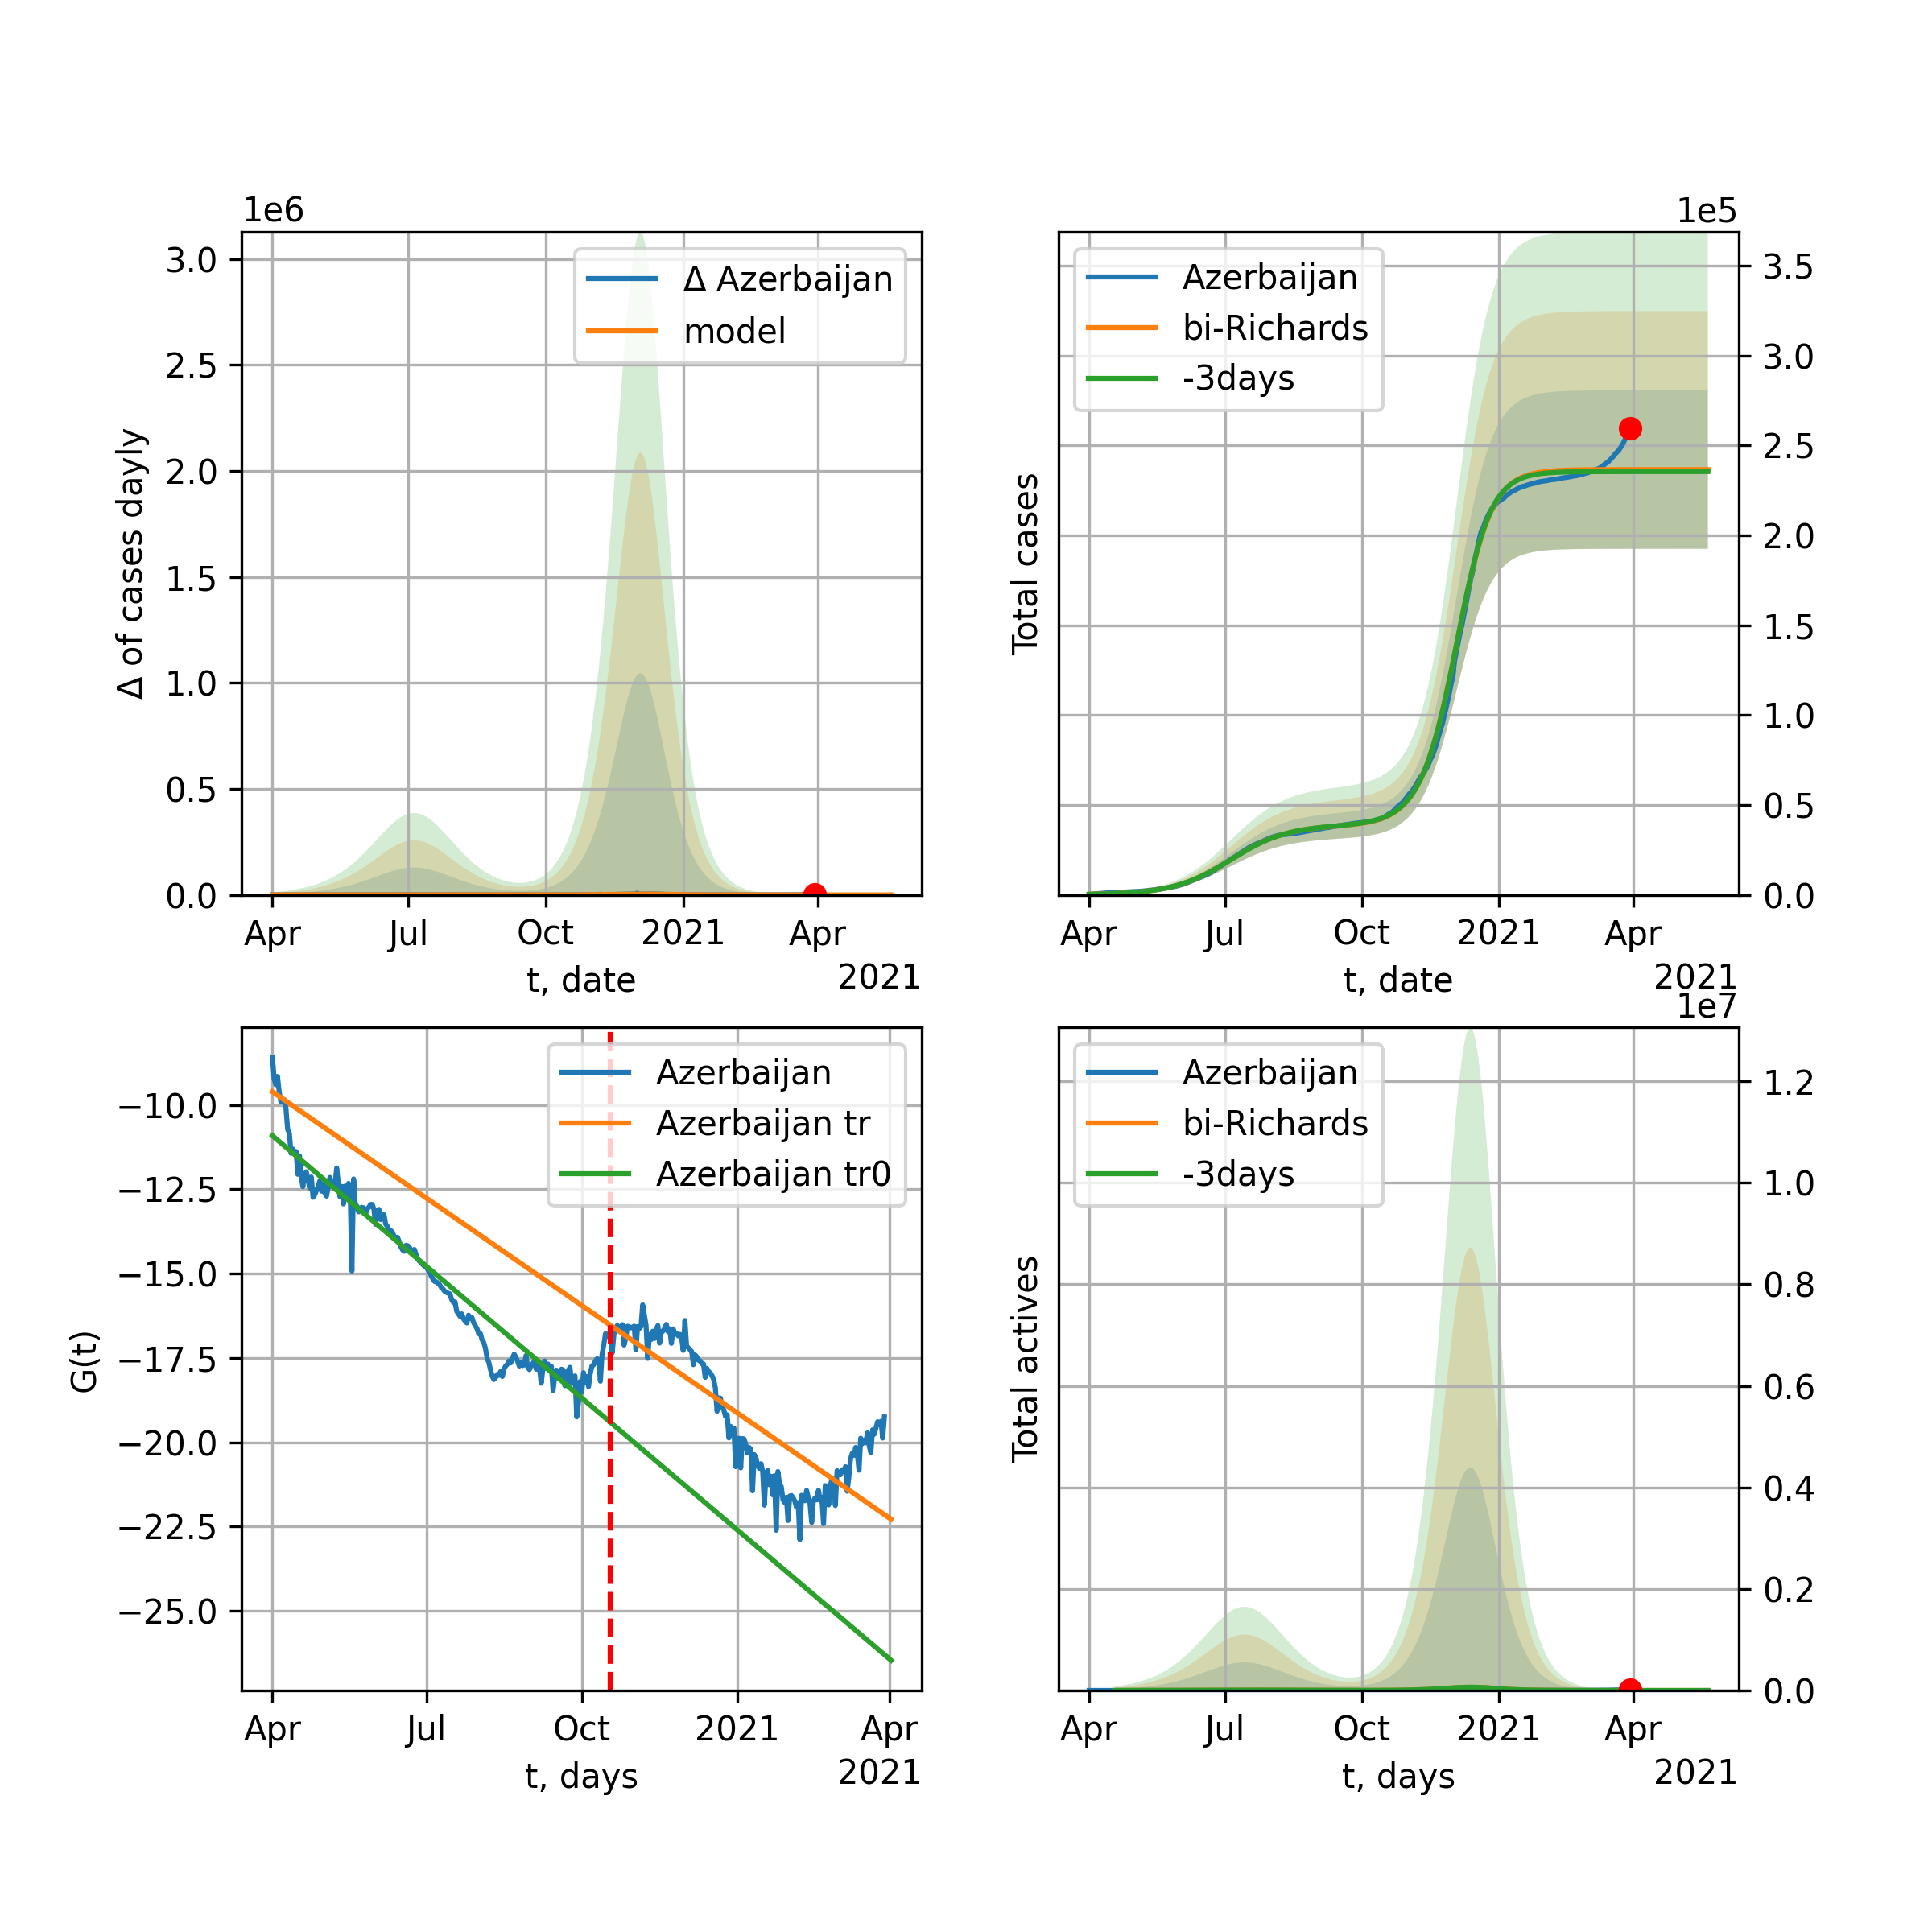 1e6
3.0
2.5
2.0
1.5
1.0
0.5
0.0
Δ of cases dayly
Δ Azerbaijan
model
Apr
Jul
Oct
2021
Apr
t, date
2021
1e5
Azerbaijan
bi-Richards
-3days
Total cases
3.5
3.0
2.5
2.0
1.5
1.0
0.5
0.0
Apr
Jul
Oct
2021
Apr
t, date
2021
G(t)
−10.0
−12.5
−15.0
−17.5
−20.0
−22.5
−25.0
Azerbaijan
Azerbaijan tr
Azerbaijan tr0
Apr
Jul
Oct
2021
Apr
t, days
2021
1e7
Azerbaijan
bi-Richards
-3days
Total actives
1.2
1.0
0.8
0.6
0.4
0.2
0.0
Apr
Jul
Oct
2021
Apr
t, days
2021